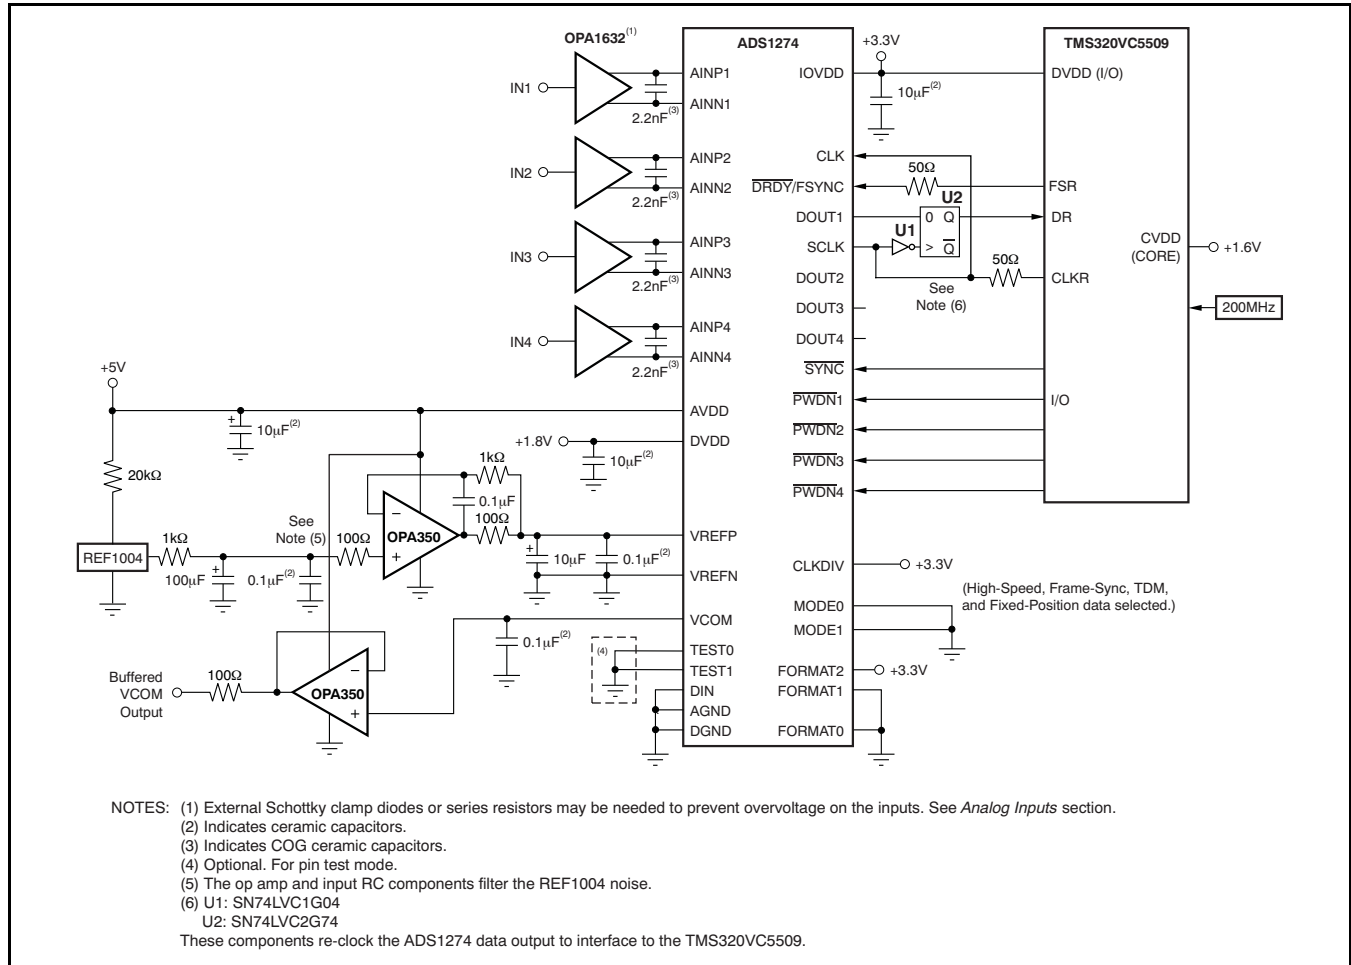 OPA1632(1)
ADS1274
TMS320VC5509
+3.3V
IN1
AINP1
AINN1
2.2nF(3)
IOVDD
10µF(2)
DVDD (I/O)
IN2
AINP2
AINN2
2.2nF(3)
CLK
DRDY/FSYNC
50Ω
FSR
U2
DOUT1
0 Q
DR
U1
SCLK
> Q
IN3
AINP3
AINN3
2.2nF(3)
CVDD
(CORE)
+1.6V
DOUT2
See
Note (6)
50Ω
CLKR
DOUT3
200MHz
IN4
AINP4
AINN4
2.2nF(3)
DOUT4
SYNC
+5V
PWDN1
I/O
AVDD
+
10µF(2)
PWDN2
+1.8V
DVDD
10µF(2)
PWDN3
PWDN4
20kΩ
1kΩ
0.1µF
100Ω
−
OPA350
+
REF1004
1kΩ
See
Note (5)
100Ω
+
100µF
0.1µF(2)
VREFP
+
10µF
0.1µF(2)
VREFN
CLKDIV
+3.3V
(High-Speed, Frame-Sync, TDM,
and Fixed-Position data selected.)
MODE0
MODE1
VCOM
0.1µF(2)
(4)
TEST0
TEST1
FORMAT2
+3.3V
Buffered
VCOM
Output
100Ω
−
OPA350
+
DIN
FORMAT1
AGND
DGND
FORMAT0
NOTES: (1) External Schottky clamp diodes or series resistors may be needed to prevent overvoltage on the inputs. See Analog Inputs section.
(2) Indicates ceramic capacitors.
(3) Indicates COG ceramic capacitors.
(4) Optional. For pin test mode.
(5) The op amp and input RC components filter the REF1004 noise.
(6) U1: SN74LVC1G04
U2: SN74LVC2G74
These components re-clock the ADS1274 data output to interface to the TMS320VC5509.